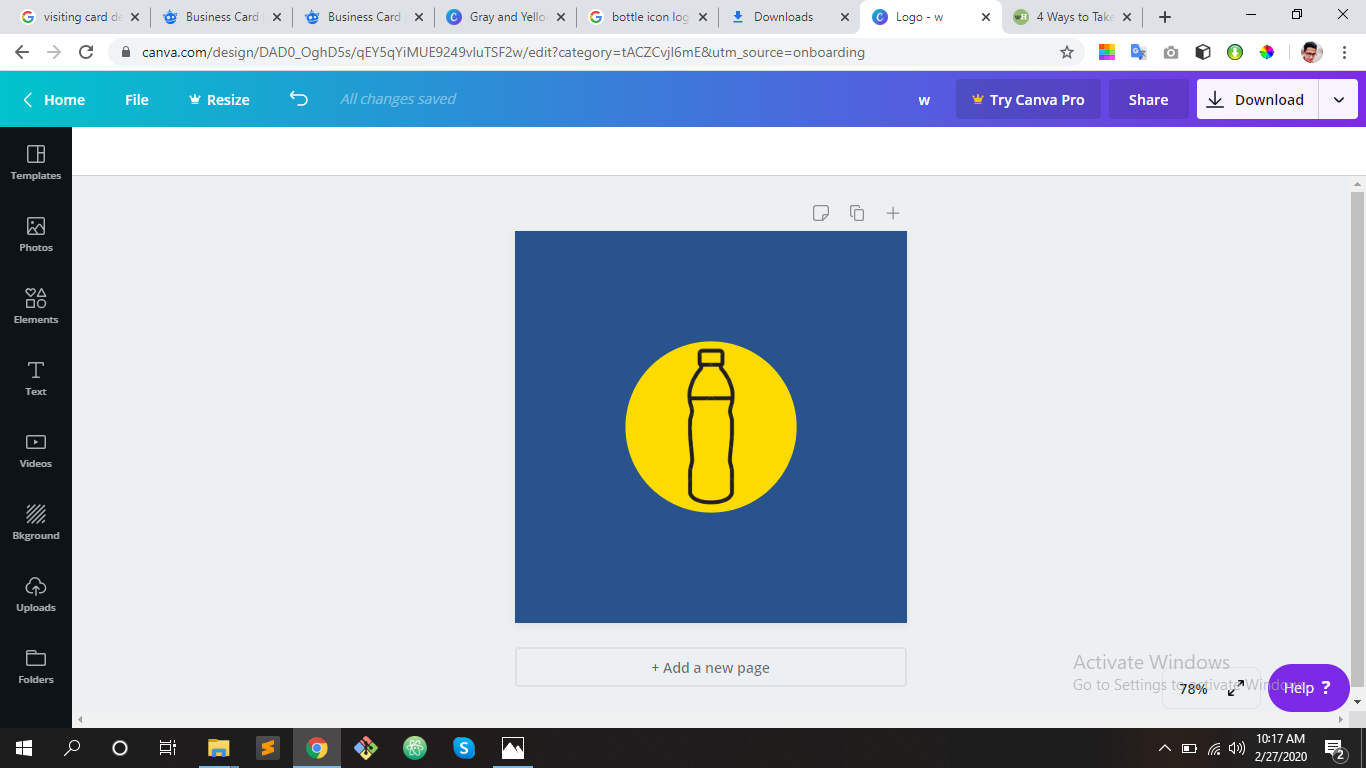 visiting card de
Business Card
Business Card
Gray and Yello
bottle icon log
Downloads
Logo - w
4 Ways to Take
canva.com/design/DAD0_OghD5s/qEY5qYiMUE9249vIuTSF2w/edit?category=tACZCvjI6mE&utm_source=onboarding
Home
File
Resize
All changes saved
w
Try Canva Pro
Share
Download
Templates
Photos
Elements
Text
Videos
Bkground
Uploads
Folders
+ Add a new page
Activate Windows
Go to Settings to activate Windows.
78%
Help ?
10:17 AM
2/27/2020
2